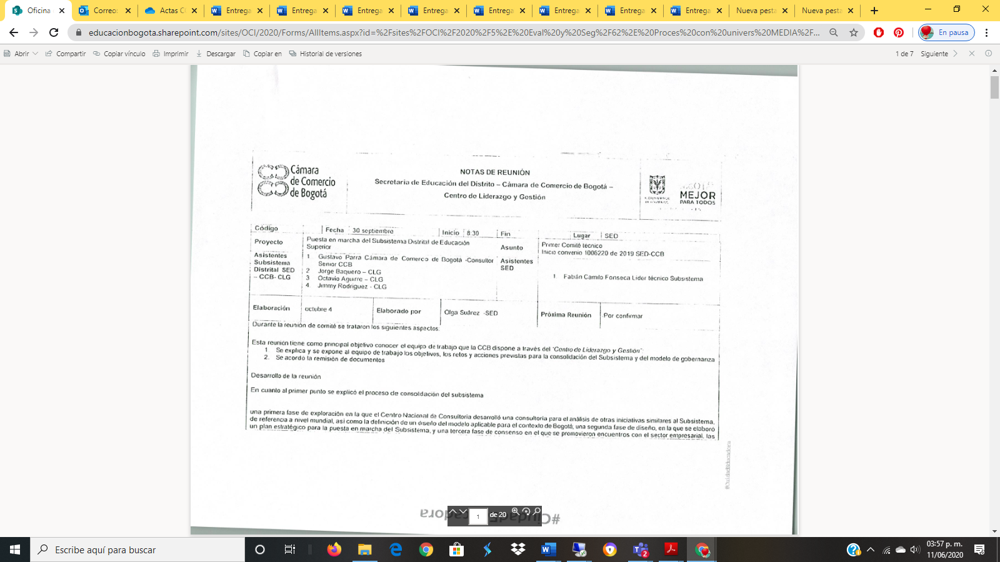 Oficina
Correo:
Actas C
Entrega
Entrega
Entrega
Entrega
Entrega
Entrega
Entrega
Entrega
Nueva pesta
Nueva pesta
educacionbogota.sharepoint.com/sites/OCI/2020/Forms/AllItems.aspx?id=%2Fsites%2FOCI%2F2020%2F5%2E%20Eval%20y%20Seg%2F62%2E%20Proces%20con%20univers%20MEDIA%2F...
En pausa
Abrir
Compartir
Copiar vínculo
Imprimir
Descargar
Copiar en
Historial de versiones
1 de 7
Siguiente
Cámara
de Comercio
de Bogotá
NOTAS DE REUNIÓN
Secretaria de Educación del Distrito – Cámara de Comercio de Bogotá –
Centro de Liderazgo y Gestión
MEJOR
PARA TODOS
Código
Fecha 30 septiembre
Inicio 8:30
Fin
Lugar SED
Proyecto
Puesta en marcha del Subsistema Distrital de Educación
Superior
Asunto
Primer Comité técnico
Inicio convenio 1006220 de 2019 SED-CCB
Asistentes
Subsistema
Distrital SED
– CCB- CLG
1 Gustavo Parra Cámara de Comerco de Bogotá -Consultor
Senior CCB
2 Jorge Baquero – CLG
3 Octavio Aguirre – CLG
4. Jimmy Rodriguez - CLG
Asistentes
SED
1. Fabián Camilo Fonseca Lider técnico Subsistema
Elaboración
octubre 4
Elaborado por
Olga Suárez -SED
Próxima Reunión
Por confirmar
Durante la reunión de comité se trataron los siguientes aspectos:
Esta reunión tiene como principal objetivo conocer el equipo de trabajo que la CCB dispone a través del "Centro de Liderazgo y Gestión":
1 Se explica y se expone al equipo de trabajo los objetivos, los retos y acciones previstas para la consolidación del Subsistema y del modelo de gobernanza
2. Se acordó la remisión de documentos
Desarrollo de la reunión
En cuanto al primer punto se explicó el proceso de consolidación del subsistema
una primera fase de exploración en la que el Centro Nacional de Consultoria desarrolló una consultoria para el análisis de otras iniciativas similares al Subsistema,
de referencia a nivel mundial, asi como la definición de un diseño del modelo aplicable para el contexto de Bogotá, una segunda fase de diseño, en la que se elaboró
un plan estratégico para la puesta en marcha del Subsistema, y una tercera fase de consenso en el que se promovieron encuentros con el sector empresarial, las
#CiudadEducadora
1 de 20
Escribe aquí para buscar
2
03:57 p. m.
11/06/2020